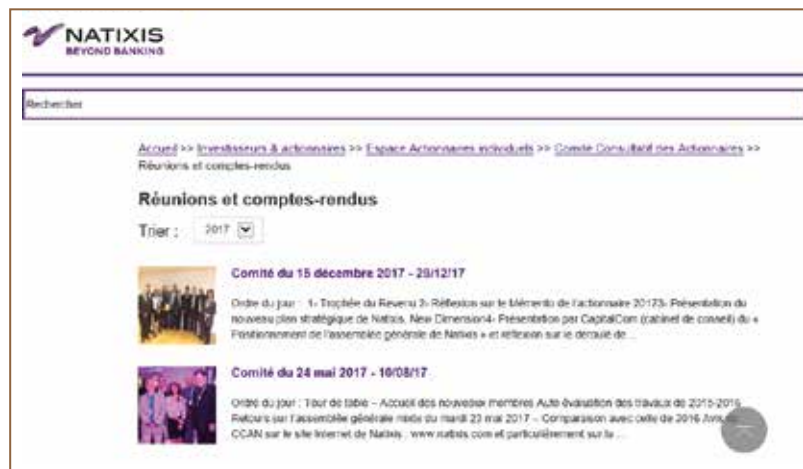 NATIXIS
BEYOND BANKING
Rechercher
Accueil >> Investisseurs & actionnaires >> Espace Actionnaires individuels >> Comité Consultatif des Actionnaires >>
Réunions et comptes-rendus
Réunions et comptes-rendus
Trier : 2017
Comité du 15 décembre 2017 - 29/12/17
Ordre du jour : 1- Trophée du Revenu 2- Réflexion sur le Mémento de l'actionnaire 20173- Présentation du
nouveau plan stratégique de Natixis, New Dimension4- Présentation par CapitalCom (cabinet de conseil) du «
Positionnement de l'assemblée générale de Natixis » et réflexion sur le déroulé de ...
Comité du 24 mai 2017 - 10/08/17
Ordre du jour : Tour de table – Accueil des nouveaux membres Auto évaluation des travaux de 2015-2016
Retours sur l'assemblée générale mixte du mardi 23 mai 2017 – Comparaison avec celle de 2016
CCAN sur le site Internet de Natixis : www.natixis.com et particulièrement sur la ...